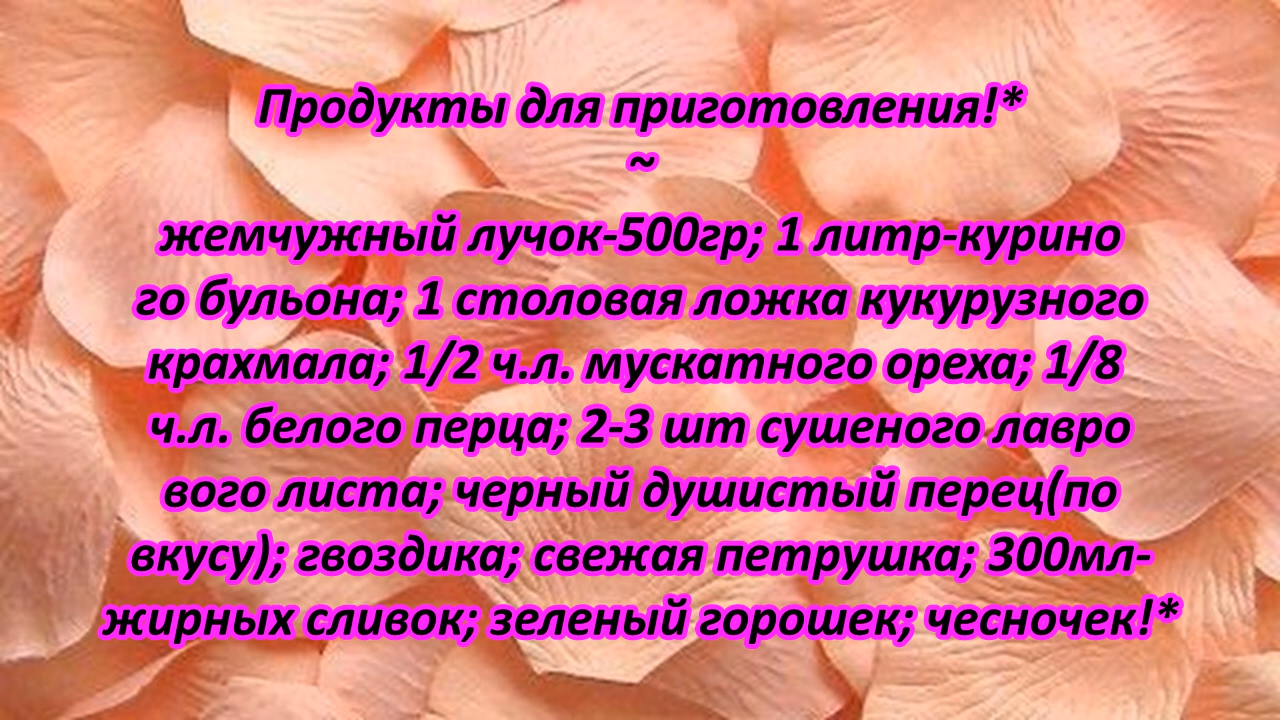 Продукты для приготовления!*
~
жемчужный лучок-500гр; 1 литр-курино
го бульона; 1 столовая ложка кукурузного
крахмала; 1/2 ч.л. мускатного ореха; 1/8
ч.л. белого перца; 2-3 шт сушеного лавро
вого листа; черный душистый перец(по
вкусу); гвоздика; свежая петрушка; 300мл-
жирных сливок; зеленый горошек; чесночек!*